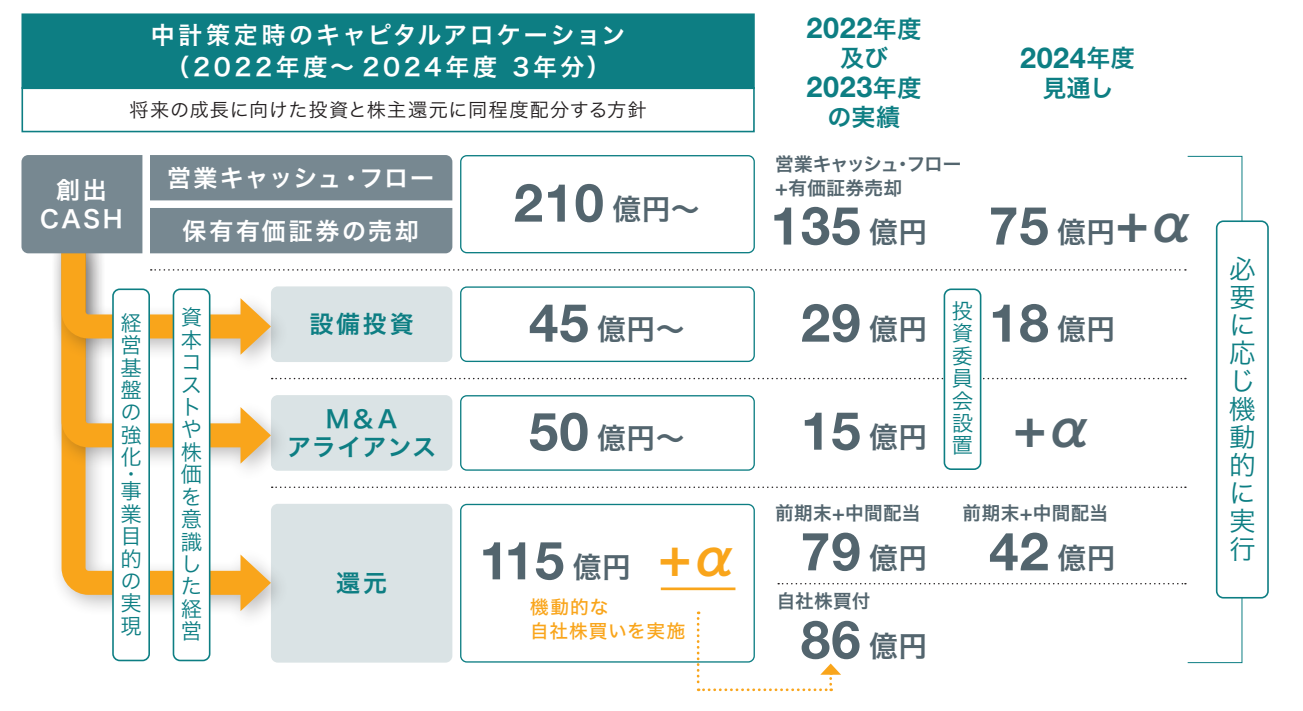 中計策定時のキャピタルアロケーション
（2022年度～2024年度 3年分）
将来の成長に向けた投資と株主還元に同程度配分する方針
2022年度
及び
2023年度
の実績
2024年度
見通し
創出
CASH
営業キャッシュ・フロー
保有有価証券の売却
210億円～
営業キャッシュ・フロー
+有価証券売却
135億円
75億円+α
経営基盤の強化・事業目的の実現
資本コストや株価を意識した経営
設備投資
45億円～
29億円
投資委員会設置
18億円
M&A
アライアンス
50億円～
15億円
+α
還元
115億円 +α
機動的な
自社株買いを実施
前期末+中間配当
79億円
前期末+中間配当
42億円
自社株買付
86億円
必要に応じ機動的に実行